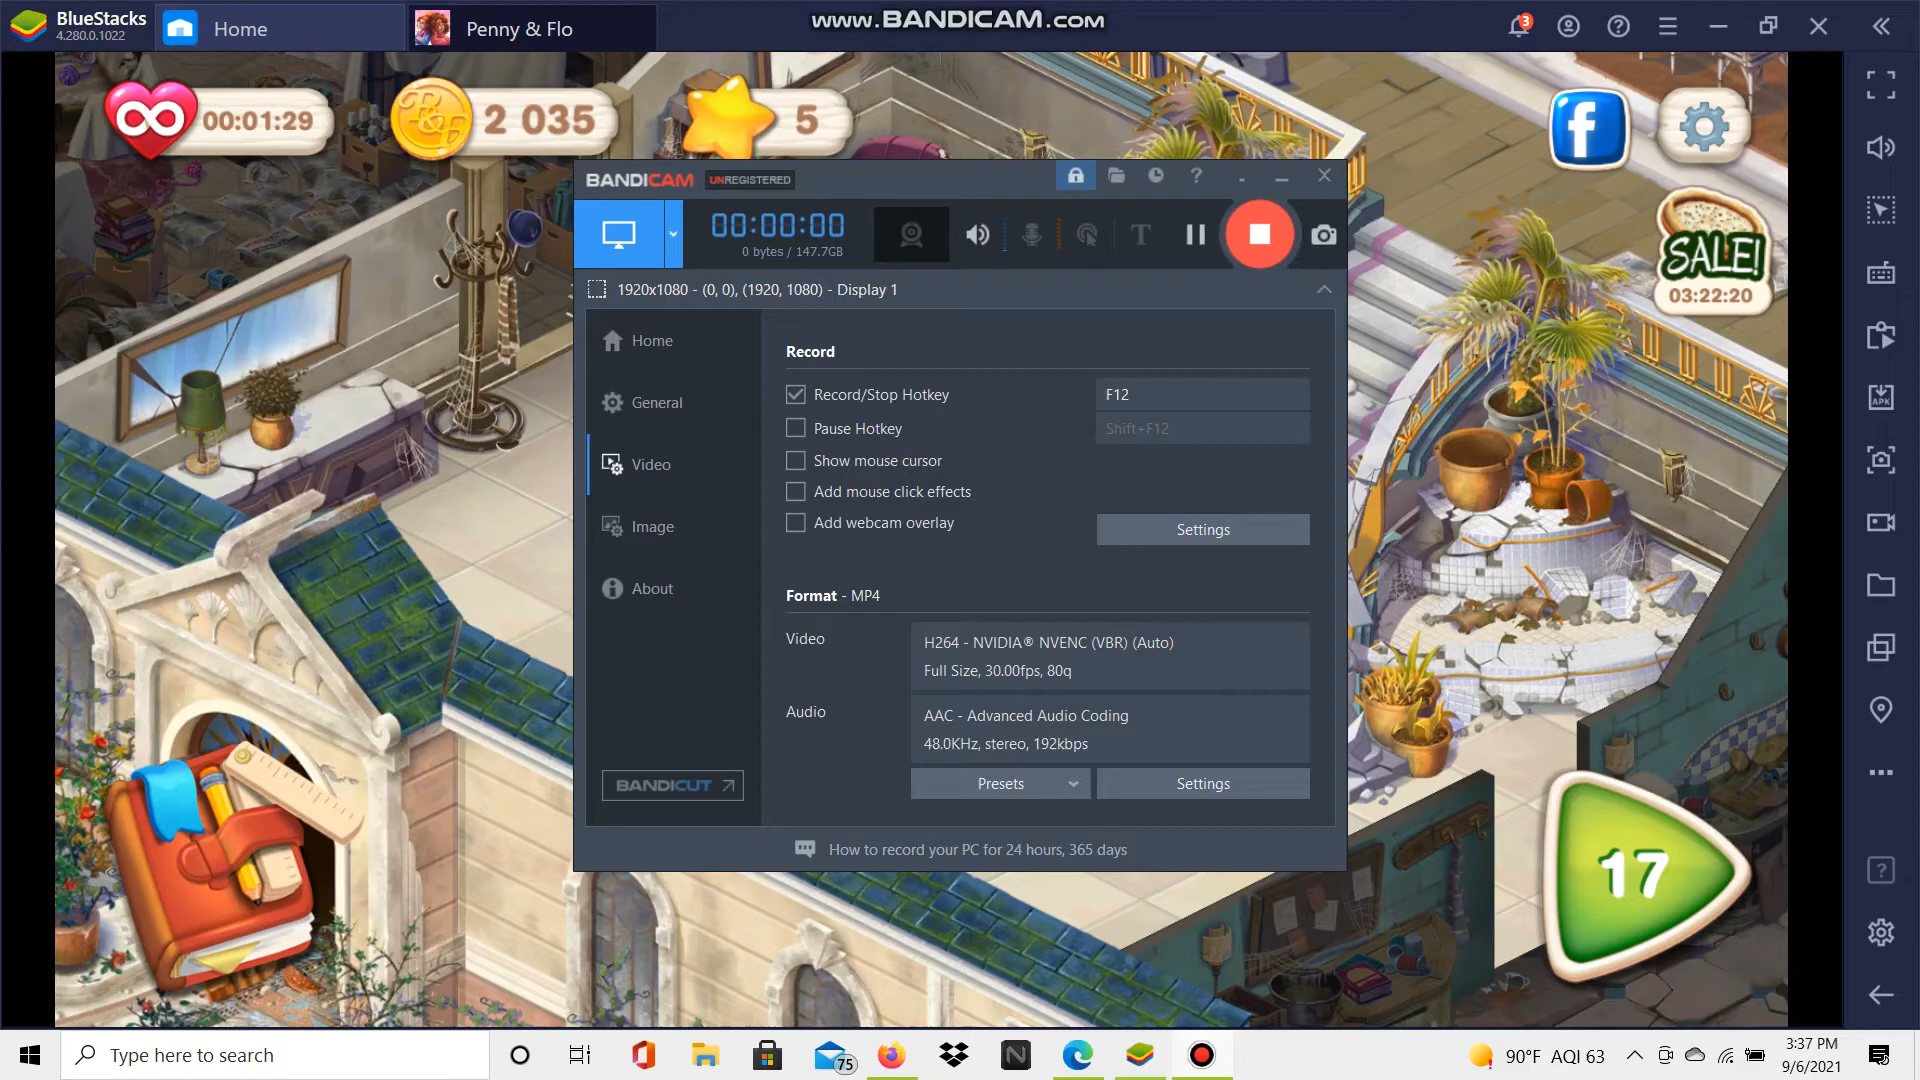 BlueStacks
4.280.0.1022
Home
Penny & Flo
www.BANDICAM.com
3
00:01:29
2 035
5
f
SALE!
03:22:20
BANDICAM
UNREGISTERED
00:00:00
0 bytes / 147.7GB
1920x1080 - (0, 0), (1920, 1080) - Display 1
Home
General
Video
Image
About
BANDICUT
Record
Record/Stop Hotkey
F12
Pause Hotkey
Shift+F12
Show mouse cursor
Add mouse click effects
Add webcam overlay
Settings
Format - MP4
Video
H264 - NVIDIA® NVENC (VBR) (Auto)
Full Size, 30.00fps, 80q
Audio
AAC - Advanced Audio Coding
48.0KHz, stereo, 192kbps
Presets
Settings
How to record your PC for 24 hours, 365 days
17
APK
Type here to search
75
90°F AQI 63
3:37 PM
9/6/2021